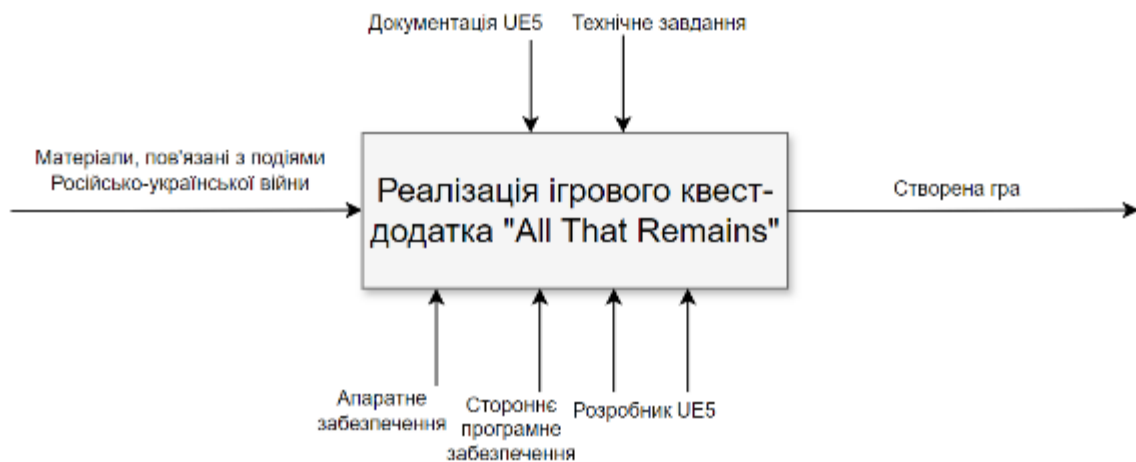 Документація UE5
Технічне завдання
Матеріали, пов'язані з подіями
Російсько-української війни
Реалізація ігрового квест-
додатка "All That Remains"
Створена гра
Апаратне
забезпечення
Стороннє
програмне
забезпечення
Розробник UE5